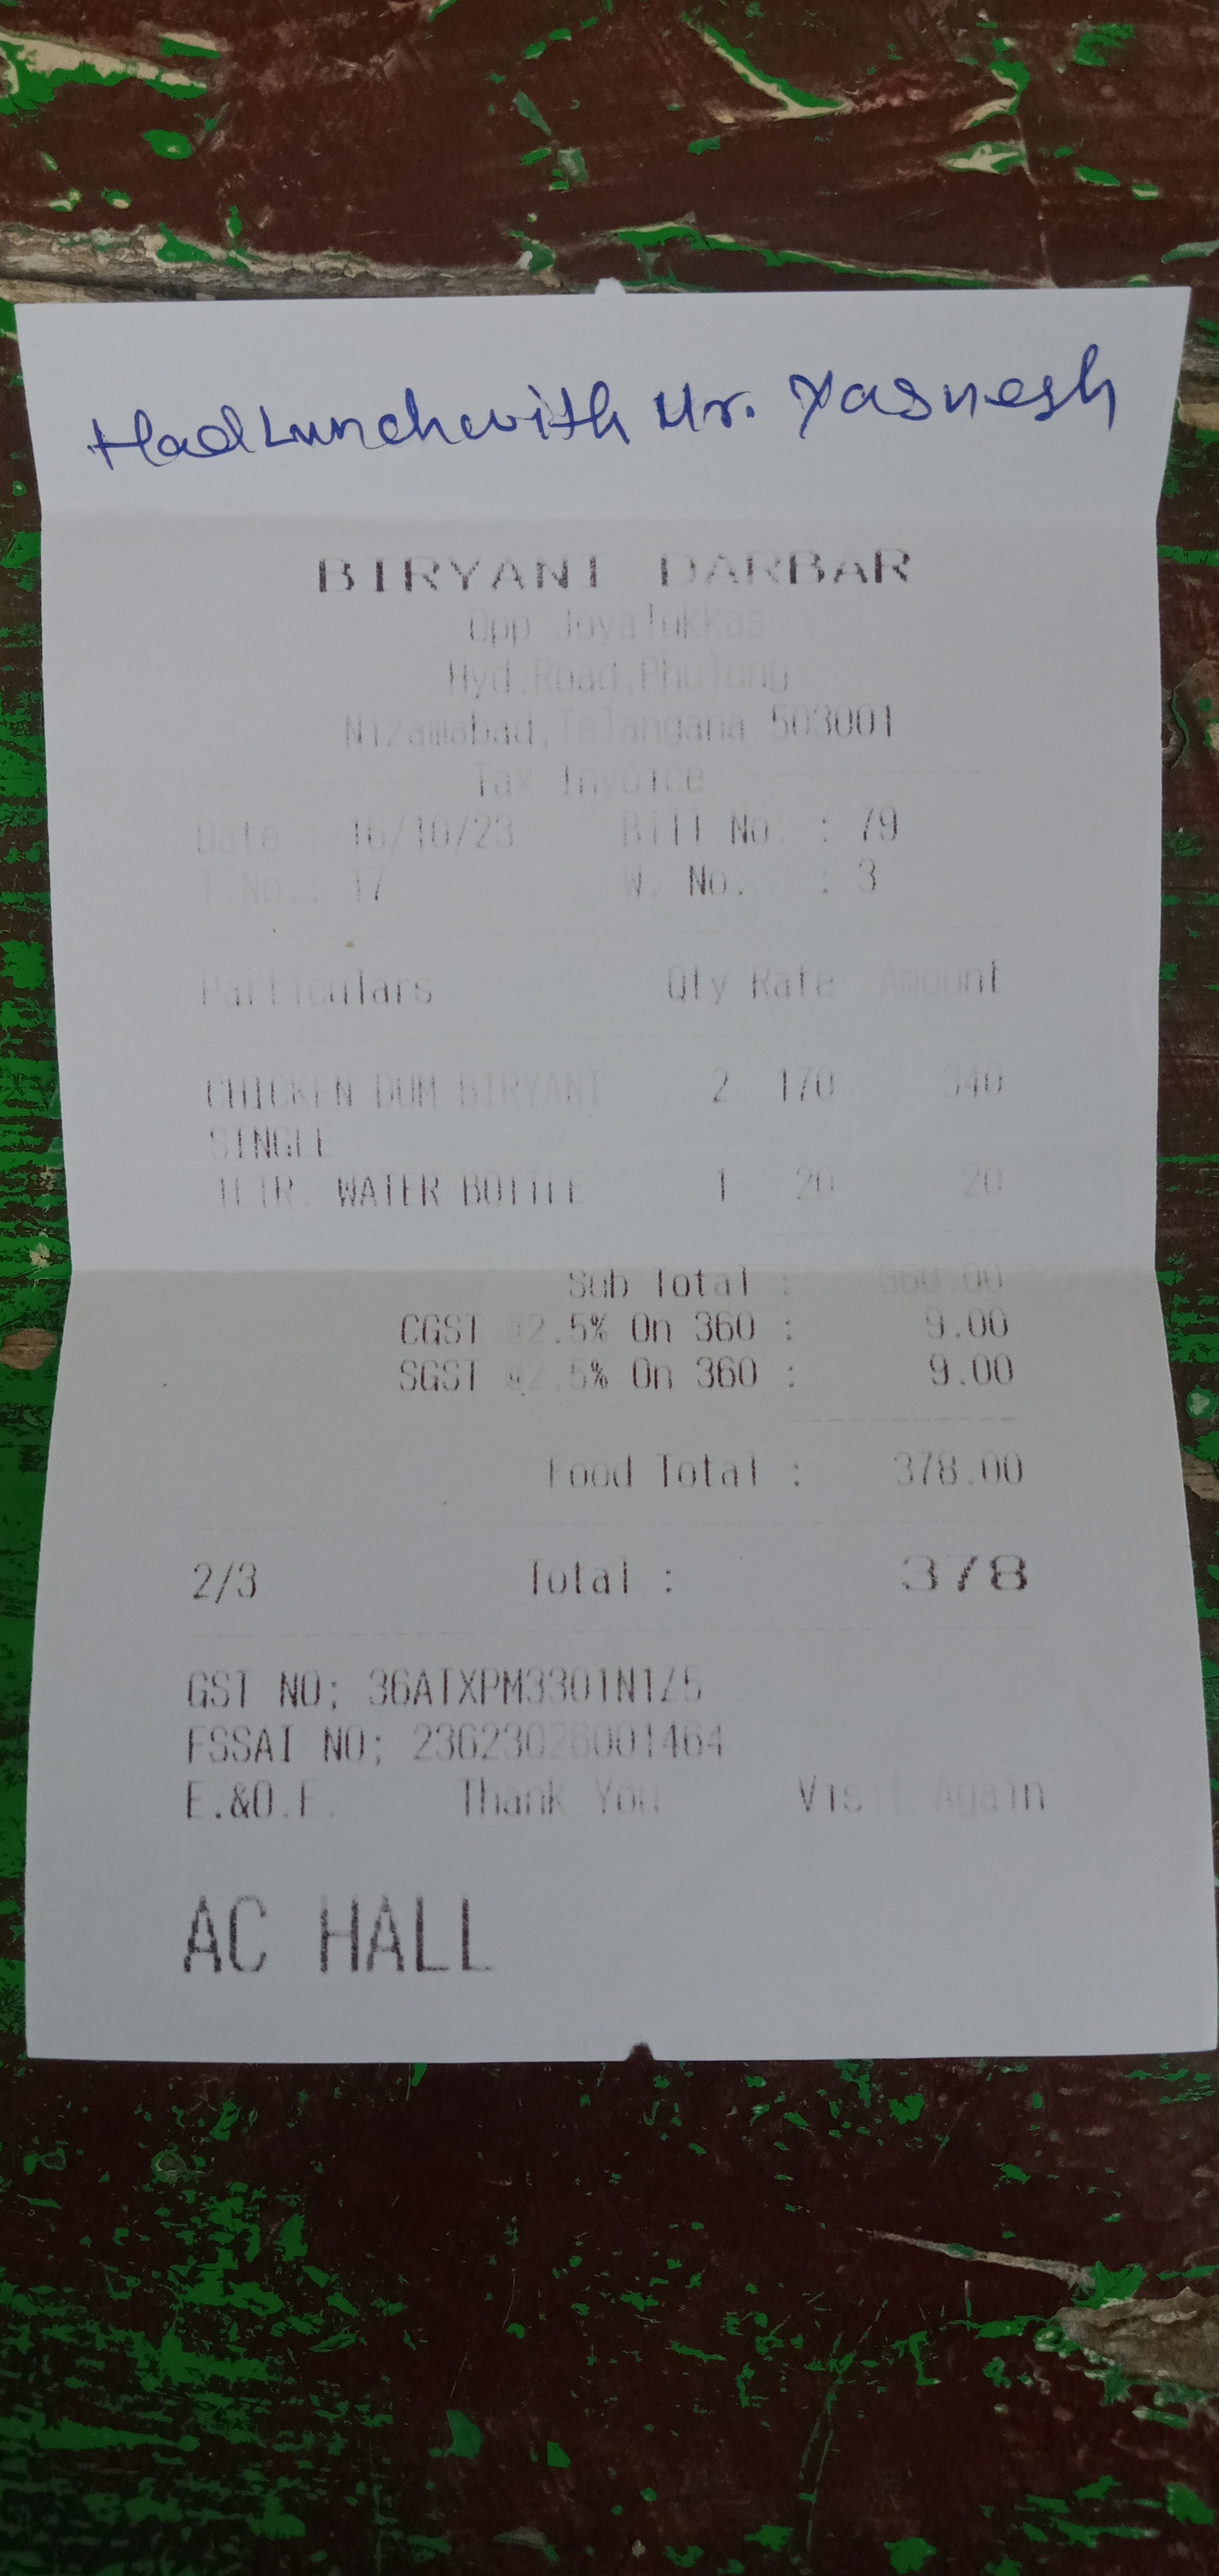 Had Lunch with Mr. Yasnesh
BIRYANI DARBAR
Opp Joyalukkas
Hyd.Road,Phulong
Nizamabad,Telangana 503001
Tax Invoice
Date : 16/10/23 Bill No. : 79
T.No.: 17 W. No. : 3
Particulars Qty Rate Amount
CHICKEN DUM BIRYANI 2 170 340
SINGLE
1LTR. WATER BOTTLE 1 20 20
Sub Total : 360.00
CGST @2.5% On 360 : 9.00
SGST @2.5% On 360 : 9.00
Food Total : 378.00
2/3 Total : 378
GST NO; 36ATXPM3301N1Z5
FSSAI NO; 23623026001464
E.&O.E. Thank You Visit Again
AC HALL